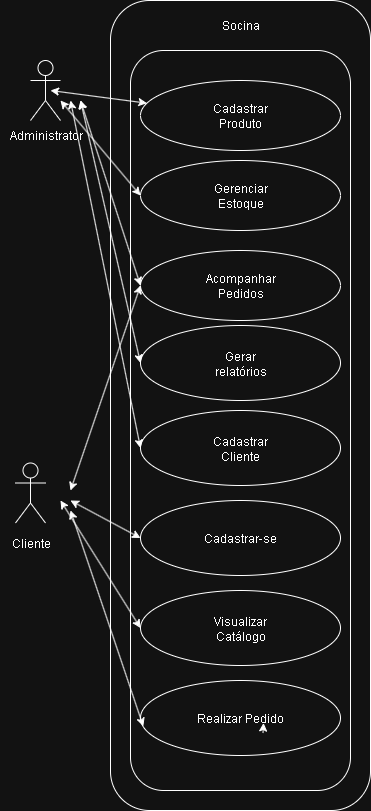 Socina
Administrator
Cadastrar
Produto
Gerenciar
Estoque
Acompanhar
Pedidos
Gerar
relatórios
Cadastrar
Cliente
Cliente
Cadastrar-se
Visualizar
Catálogo
Realizar Pedido